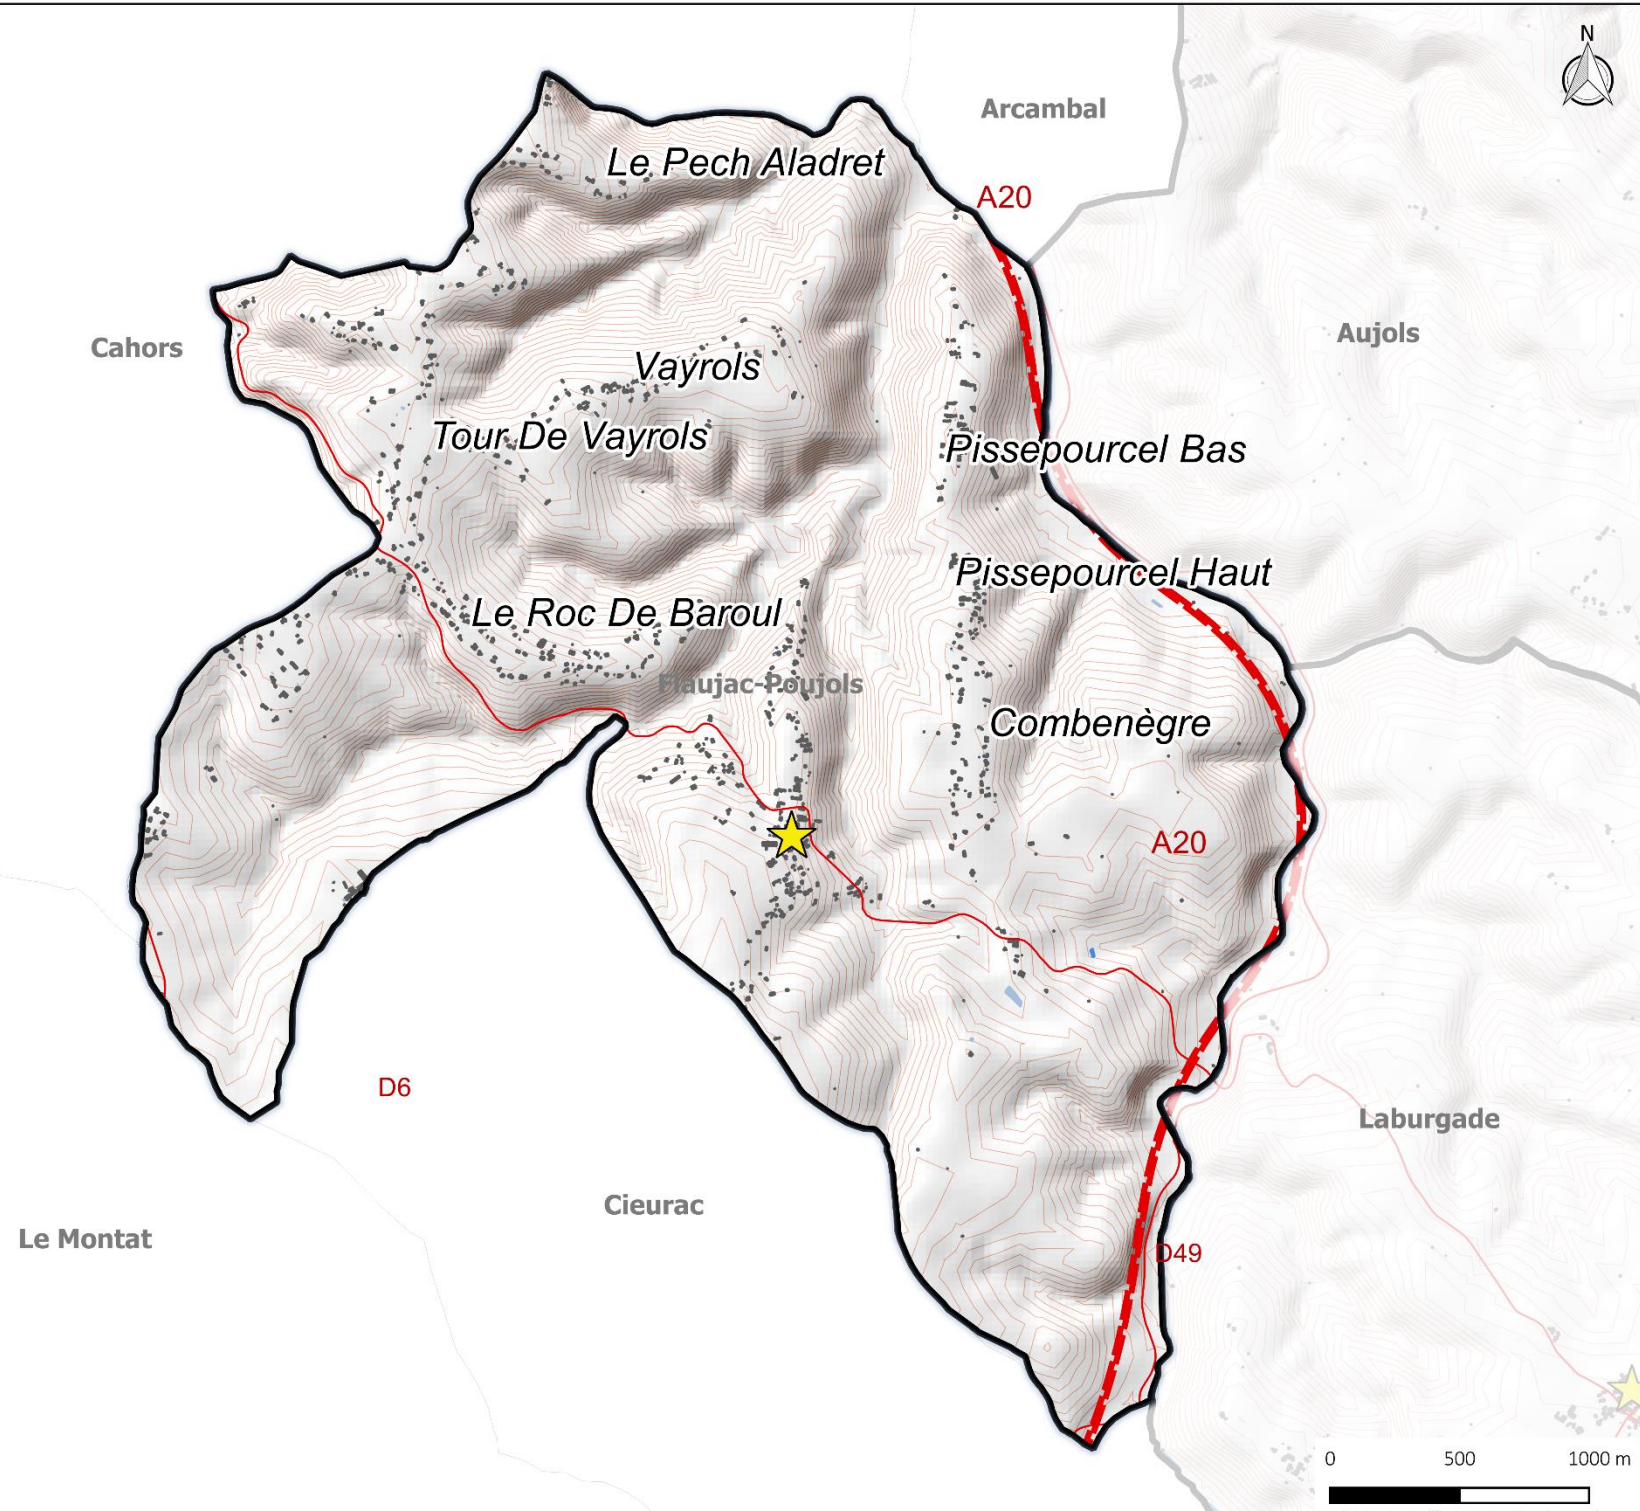 N
Arcambal
Le Pech Aladret
A20
Cahors
Aujols
Vayrols
Tour De Vayrols
Pissepourcel Bas
Pissepourcel Haut
Le Roc De Baroul
Flaujac-Poujols
Combenègre
A20
D6
Laburgade
Cieurac
Le Montat
D49
0 500 1000 m